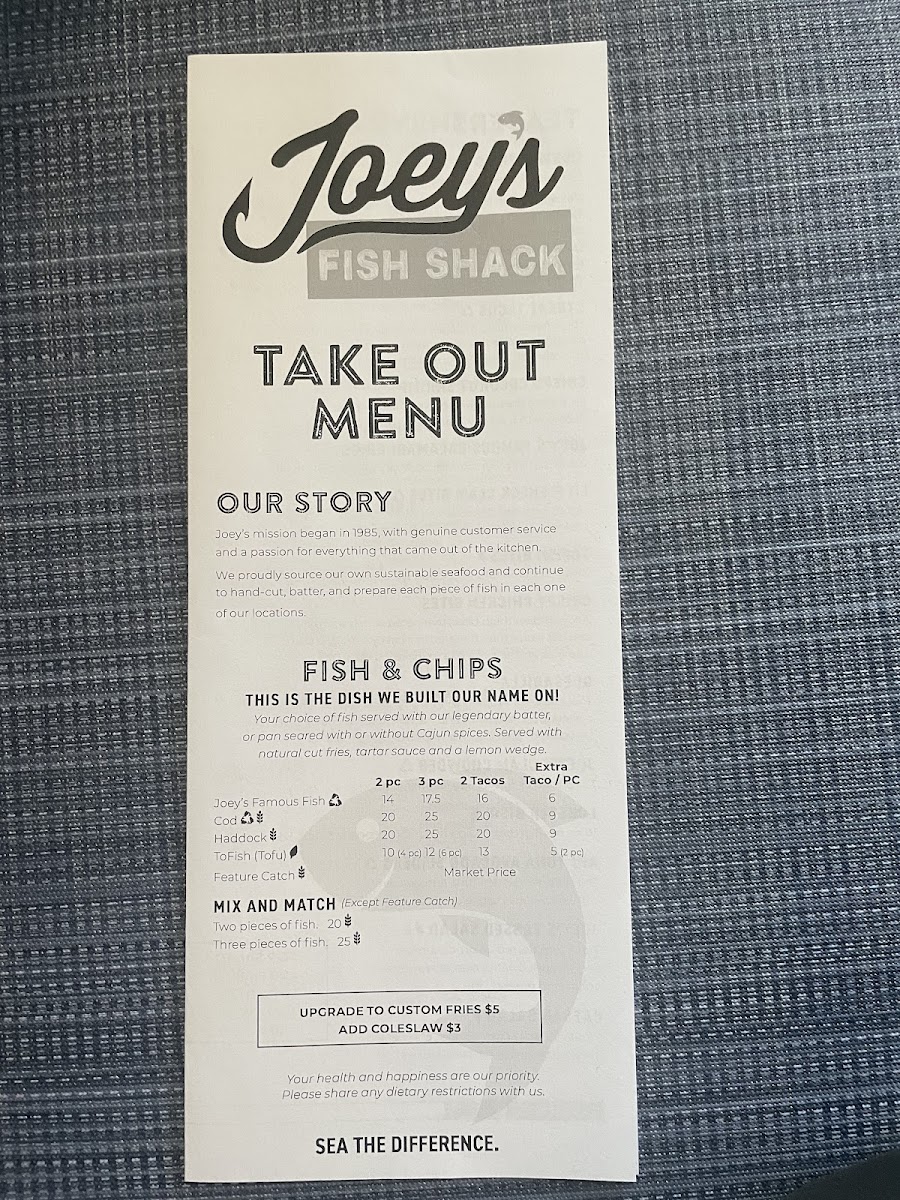 Joey's
FISH SHACK
TAKE OUT
MENU
OUR STORY
Joey's mission began in 1985, with genuine customer service
and a passion for everything that came out of the kitchen.
We proudly source our own sustainable seafood and continue
to hand-cut, batter, and prepare each piece of fish in each one
of our locations.
FISH & CHIPS
THIS IS THE DISH WE BUILT OUR NAME ON!
Your choice of fish served with our legendary batter,
or pan seared with or without Cajun spices. Served with
natural cut fries, tartar sauce and a lemon wedge.
Extra
2 pc 3 pc 2 Tacos Taco / PC
Joey's Famous Fish 14 17.5 16 6
Cod 20 25 20 9
Haddock 20 25 20 9
ToFish (Tofu) 10 (4 pc) 12 (6 pc) 13 5 (2 pc)
Feature Catch Market Price
MIX AND MATCH (Except Feature Catch)
Two pieces of fish. 20
Three pieces of fish. 25
UPGRADE TO CUSTOM FRIES $5
ADD COLESLAW $3
Your health and happiness are our priority.
Please share any dietary restrictions with us.
SEA THE DIFFERENCE.